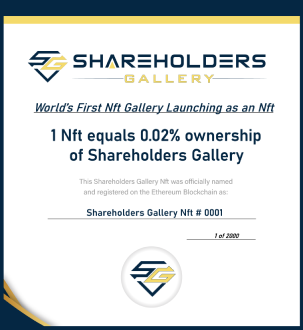 SHAREHOLDERS
GALLERY
World's First Nft Gallery Launching as an Nft
1 Nft equals 0.02% ownership
of Shareholders Gallery
This Shareholders Gallery Nft was officially named
and registered on the Ethereum Blockchain as:
Shareholders Gallery Nft # 0001
1 of 2000